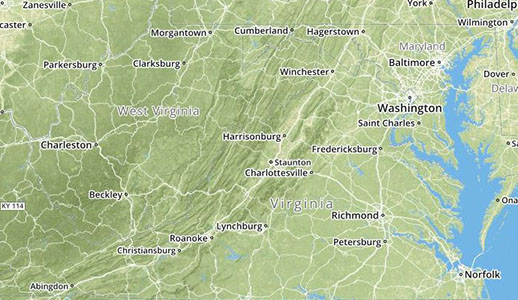 Zanesville
York
Philadelp
caster
Morgantown
Cumberland
Hagerstown
Wilmington
Maryland
Parkersburg
Clarksburg
Winchester
Baltimore
Dover
Delaw
West Virginia
Washington
Saint Charles
Charleston
Harrisonburg
Fredericksburg
Staunton
Charlottesville
Beckley
KY 114
Virginia
Ona
Richmond
Lynchburg
Roanoke
Petersburg
Christiansburg
Norfolk
Abingdon